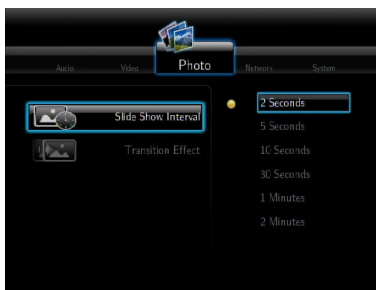 Audio Video Photo Network System
Slide Show Interval
Transition Effect
2 Seconds
5 Seconds
10 Seconds
30 Seconds
1 Minutes
2 Minutes